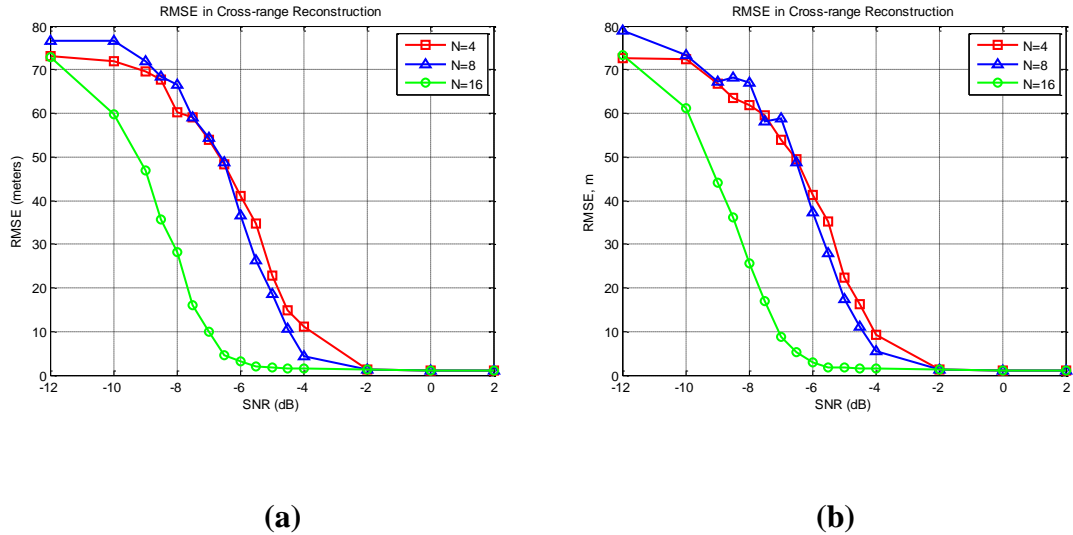 RMSE in Cross-range Reconstruction
80
70
60
50
40
30
20
10
0
RMSE (meters)
-12 -10 -8 -6 -4 -2 0 2
SNR (dB)
N=4
N=8
N=16
(a)
RMSE in Cross-range Reconstruction
80
70
60
50
40
30
20
10
0
RMSE, m
-12 -10 -8 -6 -4 -2 0 2
SNR (dB)
N=4
N=8
N=16
(b)